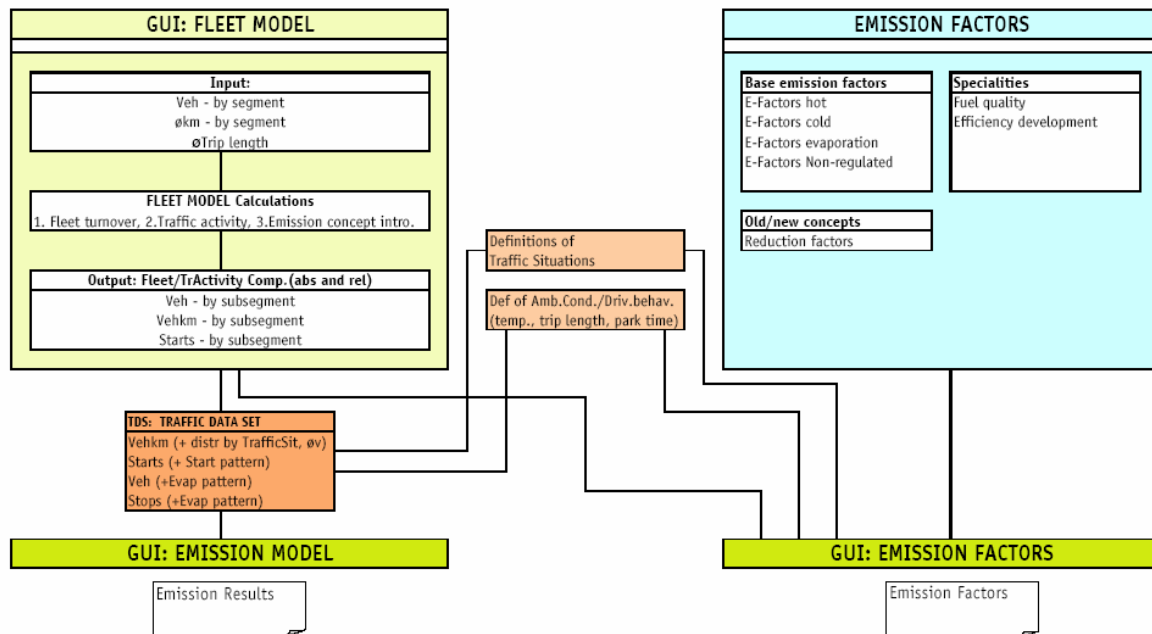 GUI: FLEET MODEL
Input:
Veh - by segment
økm - by segment
øTrip length
FLEET MODEL Calculations
1. Fleet turnover, 2.Traffic activity, 3.Emission concept intro.
Output: Fleet/TrActivity Comp.(abs and rel)
Veh - by subsegment
Vehkm - by subsegment
Starts - by subsegment
TDS: TRAFFIC DATA SET
Vehkm (+ distr by TrafficSit, øv)
Starts (+ Start pattern)
Veh (+Evap pattern)
Stops (+Evap pattern)
GUI: EMISSION MODEL
Emission Results
Definitions of
Traffic Situations
Def of Amb.Cond./Driv.behav.
(temp., trip length, park time)
EMISSION FACTORS
Base emission factors
E-Factors hot
E-Factors cold
E-Factors evaporation
E-Factors Non-regulated
Specialities
Fuel quality
Efficiency development
Old/new concepts
Reduction factors
GUI: EMISSION FACTORS
Emission Factors